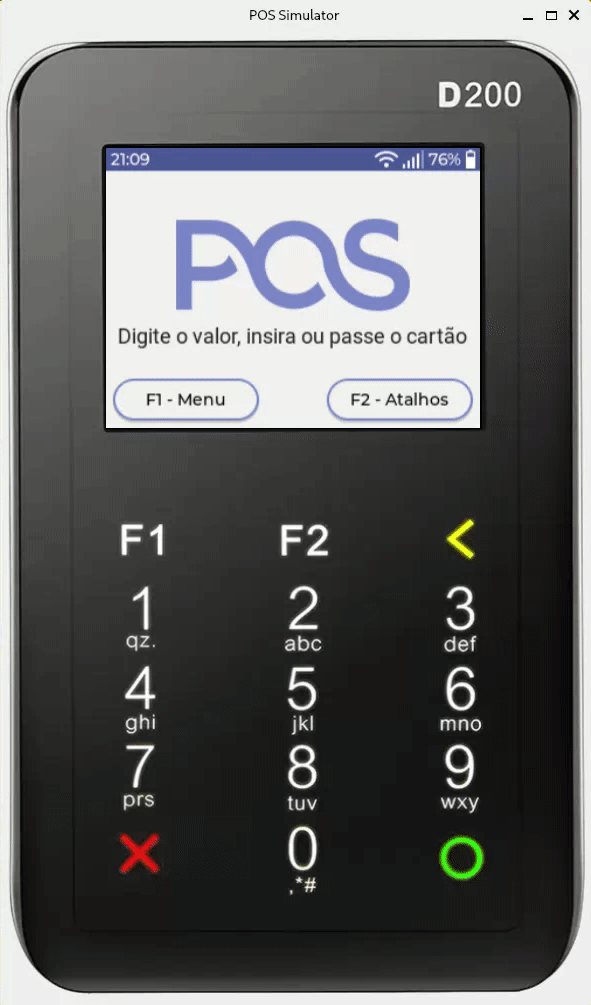 POS Simulator
D200
21:09 76%
POS
Digite o valor, insira ou passe o cartão
F1 - Menu F2 - Atalhos
F1 F2 <
1 2 3
qz. abc def
4 5 6
ghi jkl mno
7 8 9
prs tuv wxy
0
,*#